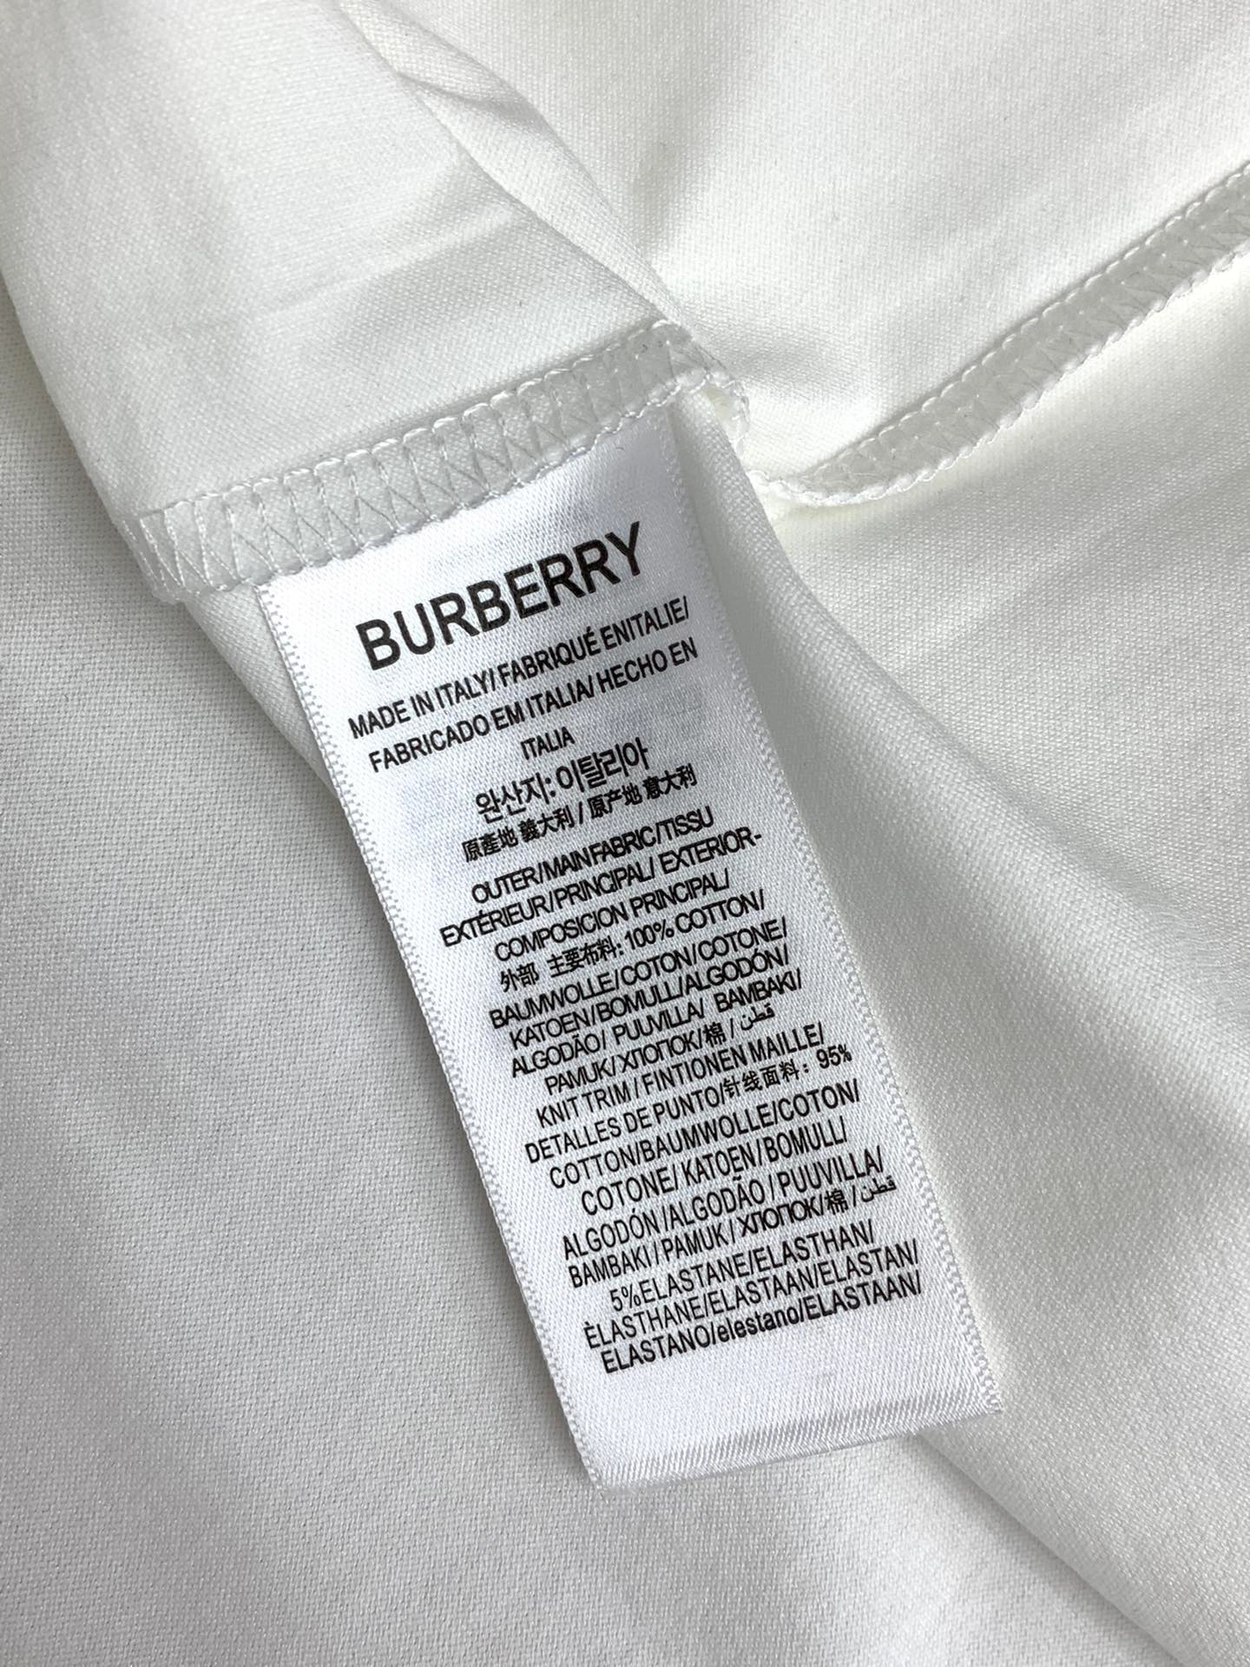 BURBERRY
MADE IN ITALY/ FABRIQUÉ ENITALIE/
FABRICADO EM ITALIA/ HECHO EN
ITALIA
완산지: 이탈리아
原產地 義大利 / 原产地 意大利
OUTER/MAIN FABRIC/TISSU
EXTÉRIEUR/PRINCIPAL/ EXTERIOR-
COMPOSICION PRINCIPAL/
外部 主要布料: 100% COTTON/
BAUMWOLLE/COTON/COTONE/
KATOEN/BOMULL/ALGODÓN/
ALGODÃO/ PUUVILLA/ BAMBAKI/
PAMUK/ХЛОПОК/棉 / قطن
KNIT TRIM / FINTIONEN MAILLE/
DETALLES DE PUNTO/针线面料: 95%
COTTON/BAUMWOLLE/COTON/
COTONE/ KATOEN/BOMULL/
ALGODÓN /ALGODÃO / PUUVILLA/
BAMBAKI / PAMUK / ХЛОПОК/棉 / قطن
5%ELASTANE/ELASTHAN/
ÈLASTHANE/ELASTAAN/ELASTAN/
ELASTANO/elestano/ELASTAAN/